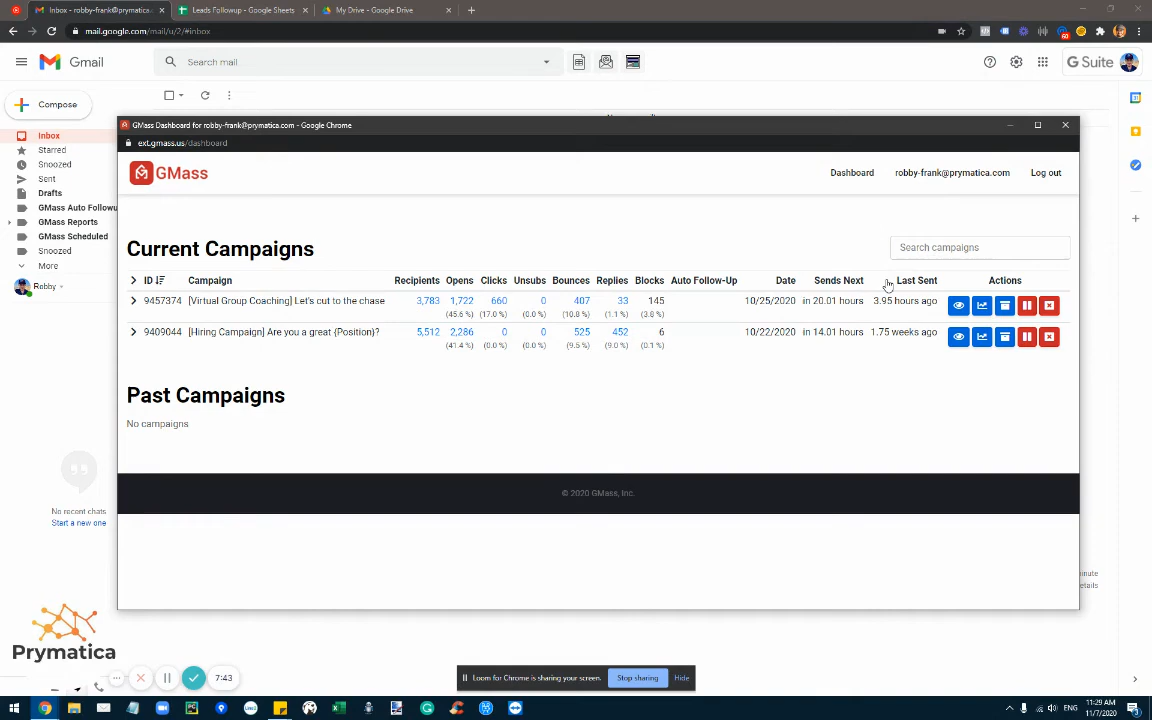 Inbox - robby-frank@prymatica.c
Leads Followup - Google Sheets
My Drive - Google Drive
mail.google.com/mail/u/2/#inbox
60
Gmail
Search mail
G Suite
Compose
Inbox
Starred
Snoozed
Sent
Drafts
GMass Auto Followu
GMass Reports
GMass Scheduled
Snoozed
More
Robby
No recent chats
Start a new one
GMass Dashboard for robby-frank@prymatica.com - Google Chrome
ext.gmass.us/dashboard
GMass
Dashboard robby-frank@prymatica.com Log out
Current Campaigns
Search campaigns
ID Campaign Recipients Opens Clicks Unsubs Bounces Replies Blocks Auto Follow-Up Date Sends Next Last Sent Actions
9457374 [Virtual Group Coaching] Let's cut to the chase 3,783 1,722 660 0 407 33 145 10/25/2020 in 20.01 hours 3.95 hours ago
(45.6 %) (17.0 %) (0.0 %) (10.8 %) (1.1 %) (3.8 %)
9409044 [Hiring Campaign] Are you a great {Position}? 5,512 2,286 0 0 525 452 6 10/22/2020 in 14.01 hours 1.75 weeks ago
(41.4 %) (0.0 %) (0.0 %) (9.5 %) (9.0 %) (0.1 %)
Past Campaigns
No campaigns
© 2020 GMass, Inc.
inute
etails
Prymatica
7:43
Loom for Chrome is sharing your screen.
Stop sharing
Hide
ENG
11:29 AM
11/7/2020